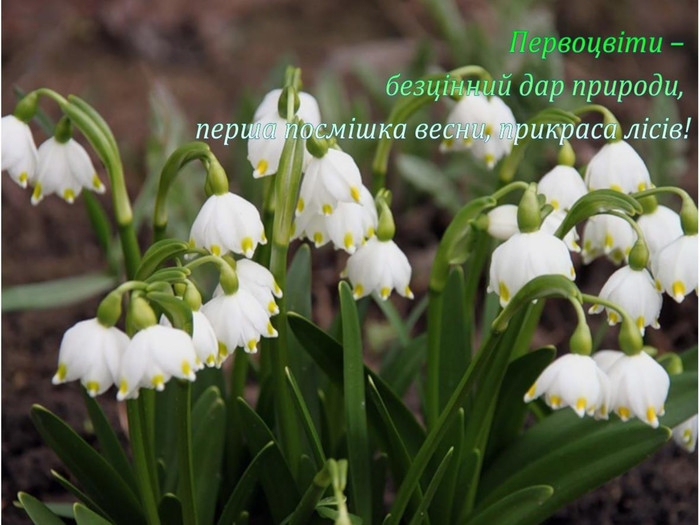 Первоцвіти –
безцінний дар природи,
перша посмішка весни, прикраса лісів!